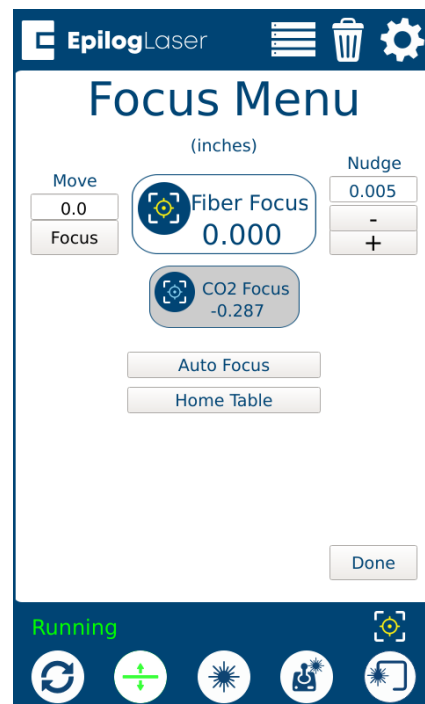 EpilogLaser
Focus Menu
(inches)
Move
0.0
Focus
Fiber Focus
0.000
Nudge
0.005
-
+
CO2 Focus
-0.287
Auto Focus
Home Table
Done
Running